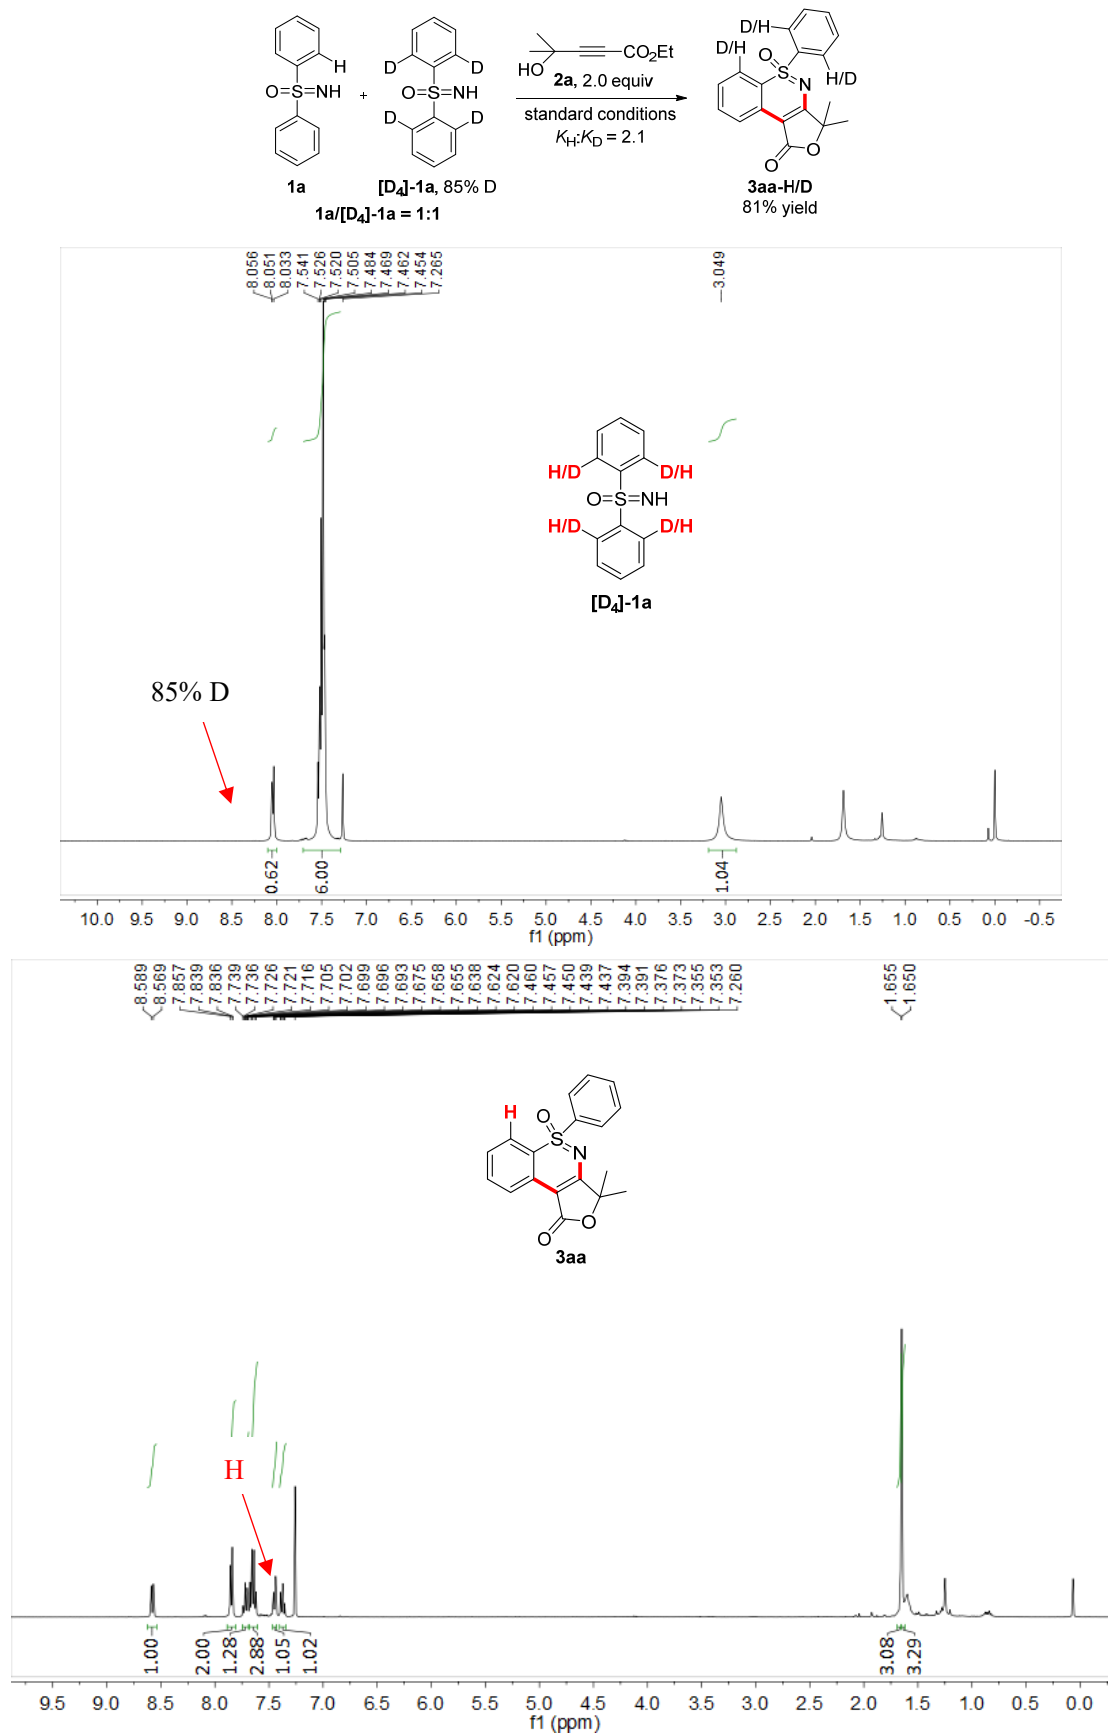 H
O=S=NH
1a
+
D D
O=S=NH
D D
[D4]-1a, 85% D
1a/[D4]-1a = 1:1
HO
CO2Et
2a, 2.0 equiv
standard conditions
KH:KD = 2.1
D/H
D/H
O
S
H/D
N
O
O
3aa-H/D
81% yield
8.056
8.051
8.033
7.541
7.526
7.520
7.505
7.484
7.469
7.462
7.454
7.265
3.049
H/D D/H
O=S=NH
H/D D/H
[D4]-1a
85% D
0.62
6.00
1.04
10.0 9.5 9.0 8.5 8.0 7.5 7.0 6.5 6.0 5.5 5.0 4.5 4.0 3.5 3.0 2.5 2.0 1.5 1.0 0.5 0.0 -0.5
f1 (ppm)
8.589
8.569
7.857
7.839
7.836
7.739
7.736
7.726
7.721
7.716
7.705
7.702
7.699
7.696
7.693
7.675
7.658
7.655
7.638
7.624
7.620
7.460
7.457
7.450
7.439
7.437
7.394
7.391
7.376
7.373
7.355
7.353
7.260
1.655
1.650
H
O
S
N
O
O
3aa
H
1.00
2.00
1.28
2.88
1.05
1.02
3.08
3.29
9.5 9.0 8.5 8.0 7.5 7.0 6.5 6.0 5.5 5.0 4.5 4.0 3.5 3.0 2.5 2.0 1.5 1.0 0.5 0.0
f1 (ppm)